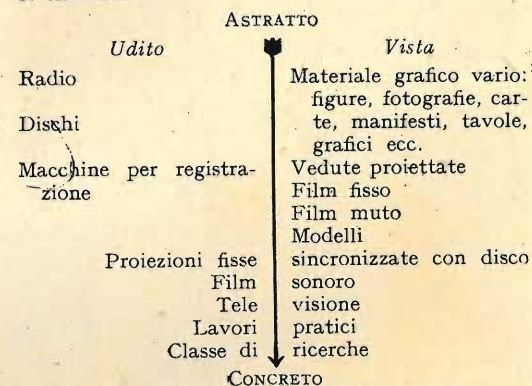 ASTRATTO
Udito Vista
Radio
Dischi
Macchine per registra-
zione
Materiale grafico vario:
figure, fotografie, car-
te, manifesti, tavole,
grafici ecc.
Vedute proiettate
Film fisso
Film muto
Modelli
Proiezioni fisse sincronizzate con disco
Film sonoro
Tele visione
Lavori pratici
Classe di ricerche
CONCRETO